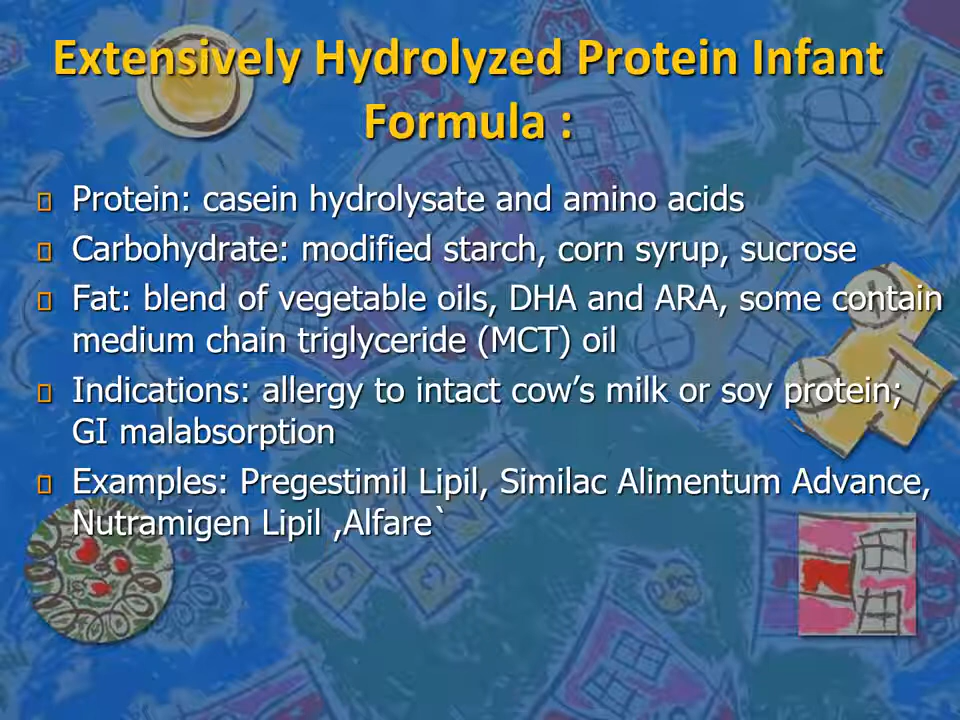 Extensively Hydrolyzed Protein Infant
Formula :
Protein: casein hydrolysate and amino acids
Carbohydrate: modified starch, corn syrup, sucrose
Fat: blend of vegetable oils, DHA and ARA, some contain
medium chain triglyceride (MCT) oil
Indications: allergy to intact cow’s milk or soy protein;
GI malabsorption
Examples: Pregestimil Lipil, Similac Alimentum Advance,
Nutramigen Lipil ,Alfare`